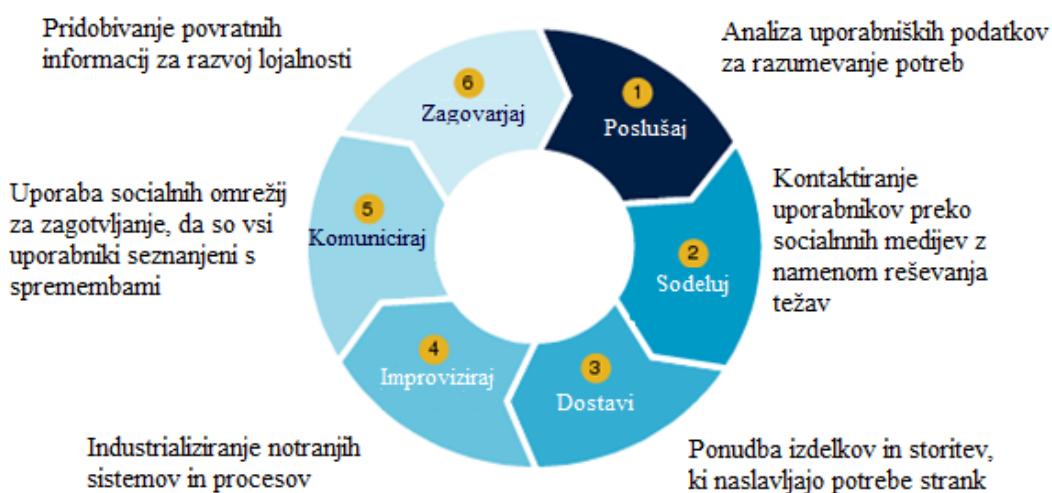 Pridobivanje povratnih
informacij za razvoj lojalnosti
Analiza uporabniških podatkov
za razumevanje potreb
6
Zagovarjaj
1
Poslušaj
Uporaba socialnih omrežij
za zagotvljanje, da so vsi
uporabniki seznanjeni s
spremembami
5
Komuniciraj
2
Sodeluj
Kontaktiranje
uporabnikov preko
socialnnih medijev z
namenom reševanja
težav
4
Improviziraj
3
Dostavi
Industrializiranje notranjih
sistemov in procesov
Ponudba izdelkov in storitev,
ki naslavljajo potrebe strank